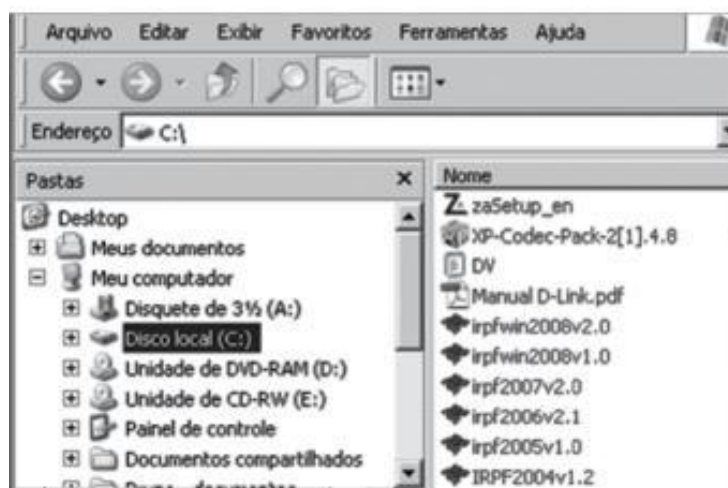 Arquivo Editar Exibir Favoritos Ferramentas Ajuda
Endereço C:\
Pastas
Desktop
Meus documentos
Meu computador
Disquete de 3½ (A:)
Disco local (C:)
Unidade de DVD-RAM (D:)
Unidade de CD-RW (E:)
Painel de controle
Documentos compartilhados
Nome
zaSetup_en
XP-Codec-Pack-2[1].4.8
DV
Manual D-Link.pdf
irpfwin2008v2.0
irpfwin2008v1.0
irpf2007v2.0
irpf2006v2.1
irpf2005v1.0
IRPF2004v1.2